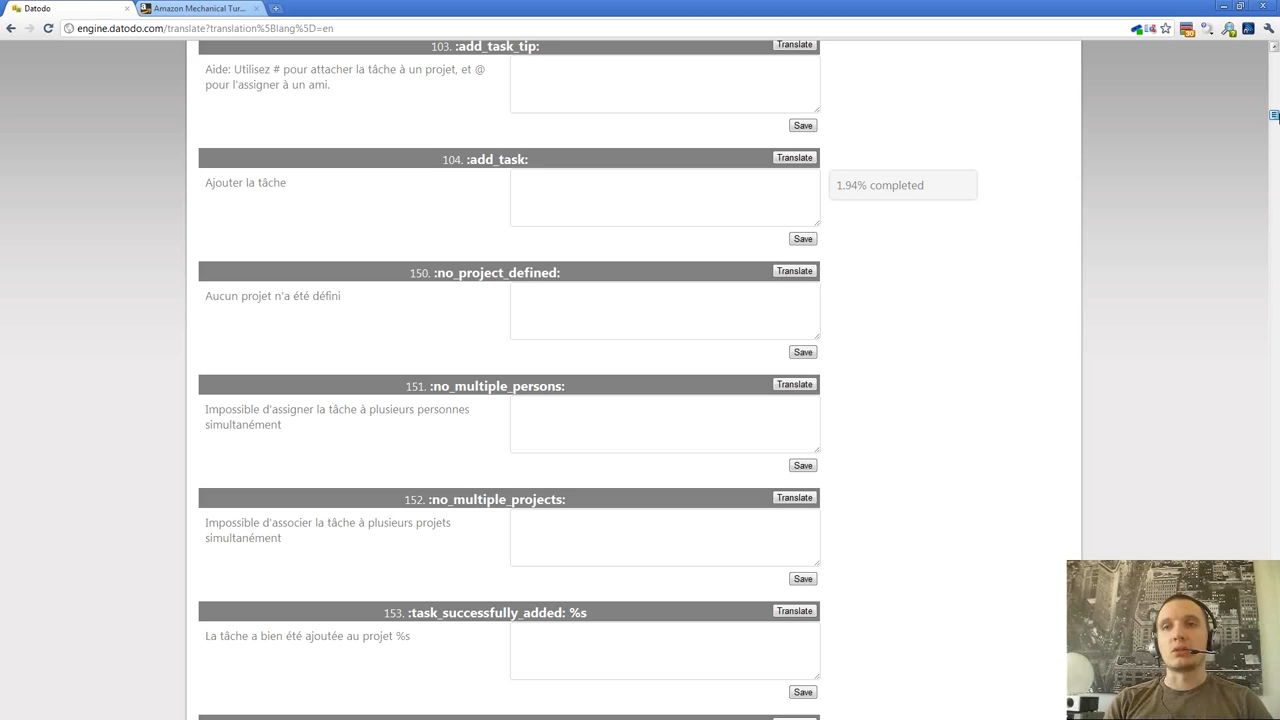 Datodo
Amazon Mechanical Tur...
engine.datodo.com/translate?translation%5Blang%5D=en
103. :add_task_tip:
Translate
Aide: Utilisez # pour attacher la tâche à un projet, et @
pour l'assigner à un ami.
Save
104. :add_task:
Translate
Ajouter la tâche
1.94% completed
Save
150. :no_project_defined:
Translate
Aucun projet n'a été défini
Save
151. :no_multiple_persons:
Translate
Impossible d'assigner la tâche à plusieurs personnes
simultanément
Save
152. :no_multiple_projects:
Translate
Impossible d'associer la tâche à plusieurs projets
simultanément
Save
153. :task_successfully_added: %s
Translate
La tâche a bien été ajoutée au projet %s
Save